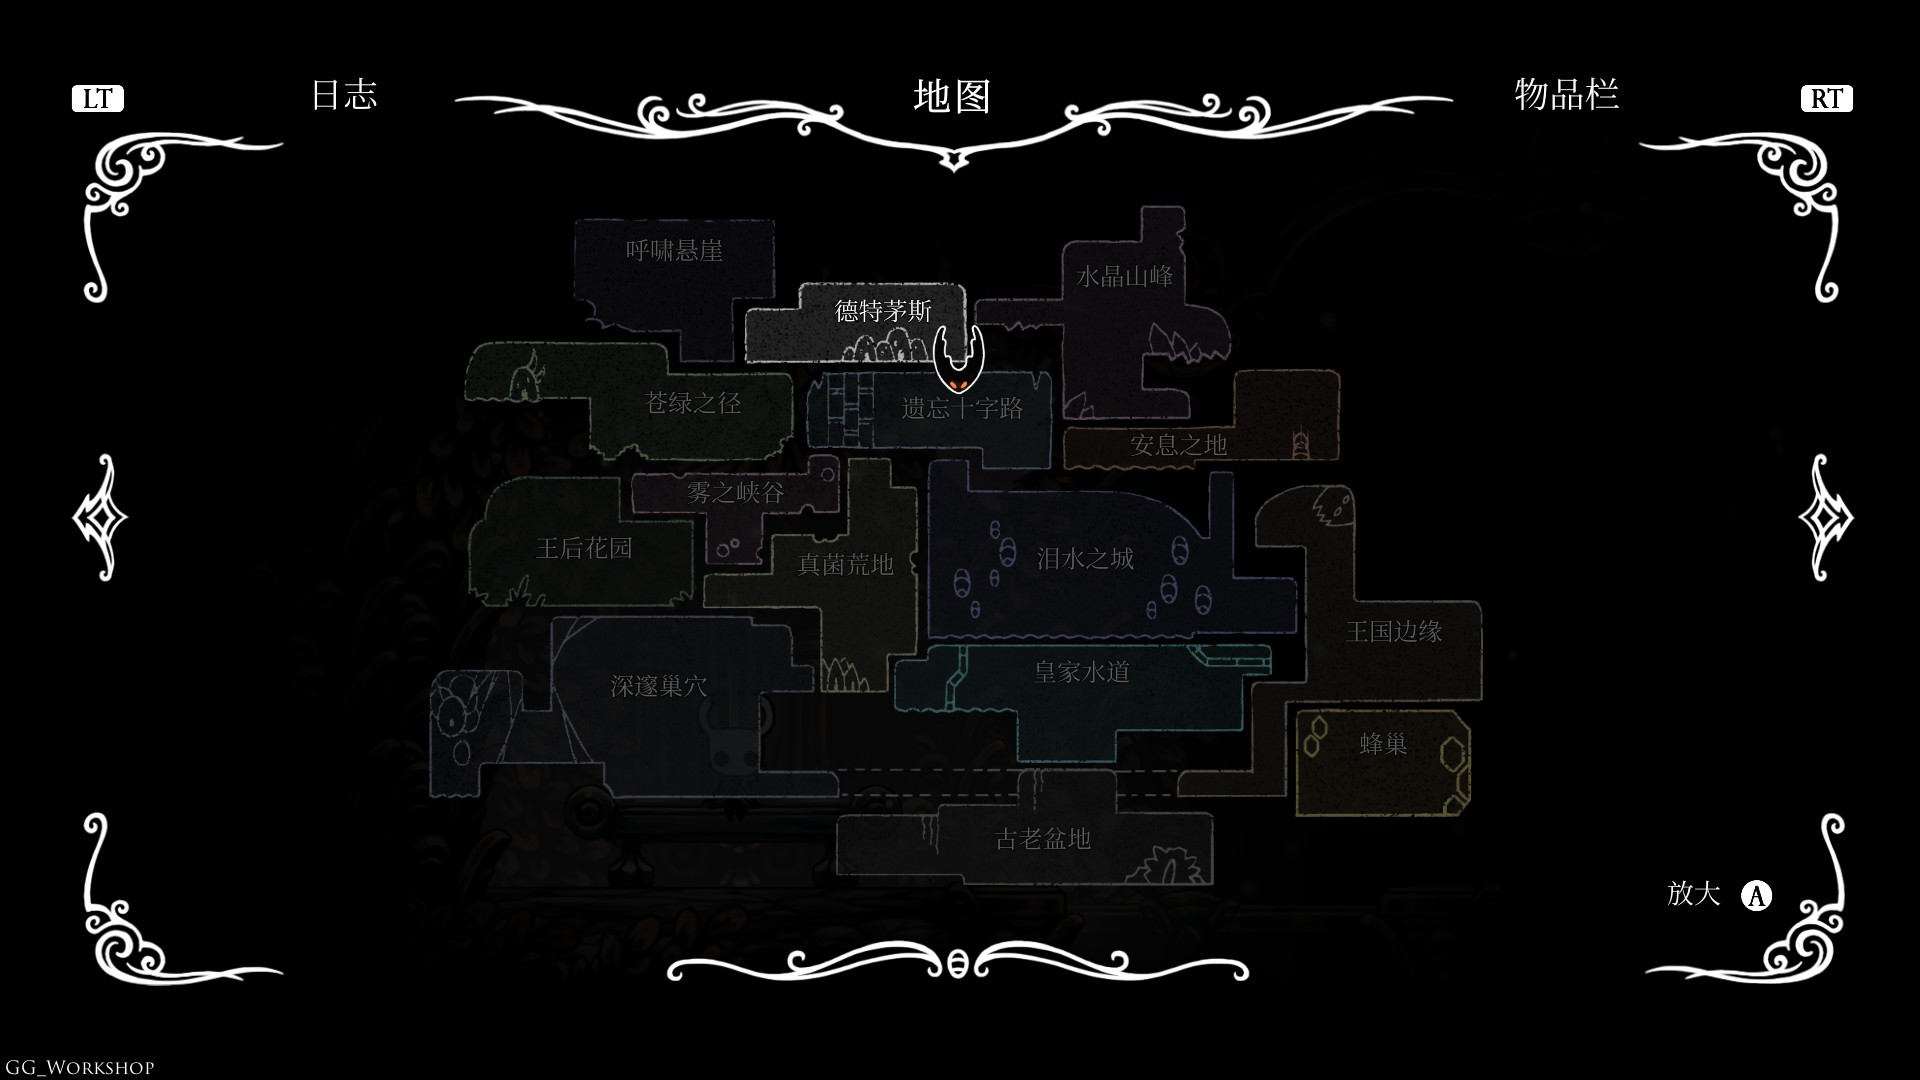 LT
日志
地图
物品栏
RT
呼啸悬崖
水晶山峰
德特茅斯
苍绿之径
遗忘十字路
安息之地
雾之峡谷
王后花园
真菌荒地
泪水之城
王国边缘
深邃巢穴
皇家水道
蜂巢
古老盆地
放大 A
GG_WORKSHOP